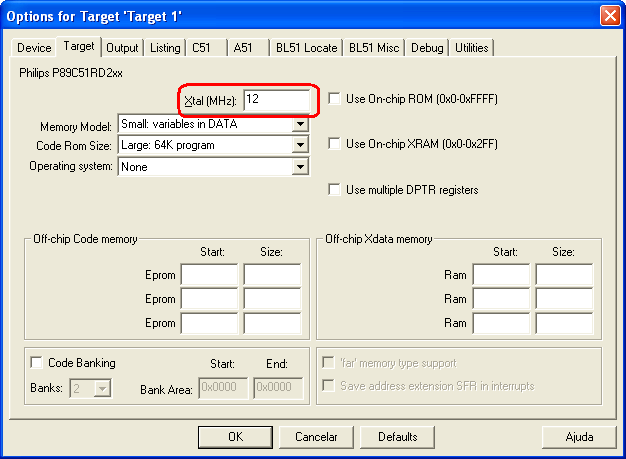 Options for Target 'Target 1'
Device Target Output Listing C51 A51 BL51 Locate BL51 Misc Debug Utilities
Philips P89C51RD2xx
Xtal (MHz): 12 Use On-chip ROM (0x0-0xFFFF)
Memory Model: Small: variables in DATA
Code Rom Size: Large: 64K program Use On-chip XRAM (0x0-0x2FF)
Operating system: None
Use multiple DPTR registers
Off-chip Code memory Off-chip Xdata memory
Start: Size: Start: Size:
Eprom Ram
Eprom Ram
Eprom Ram
Code Banking Start: End: 'far' memory type support
Banks: 2 Bank Area: 0x0000 0x0000 Save address extension SFR in interrupts
OK Cancelar Defaults Ajuda